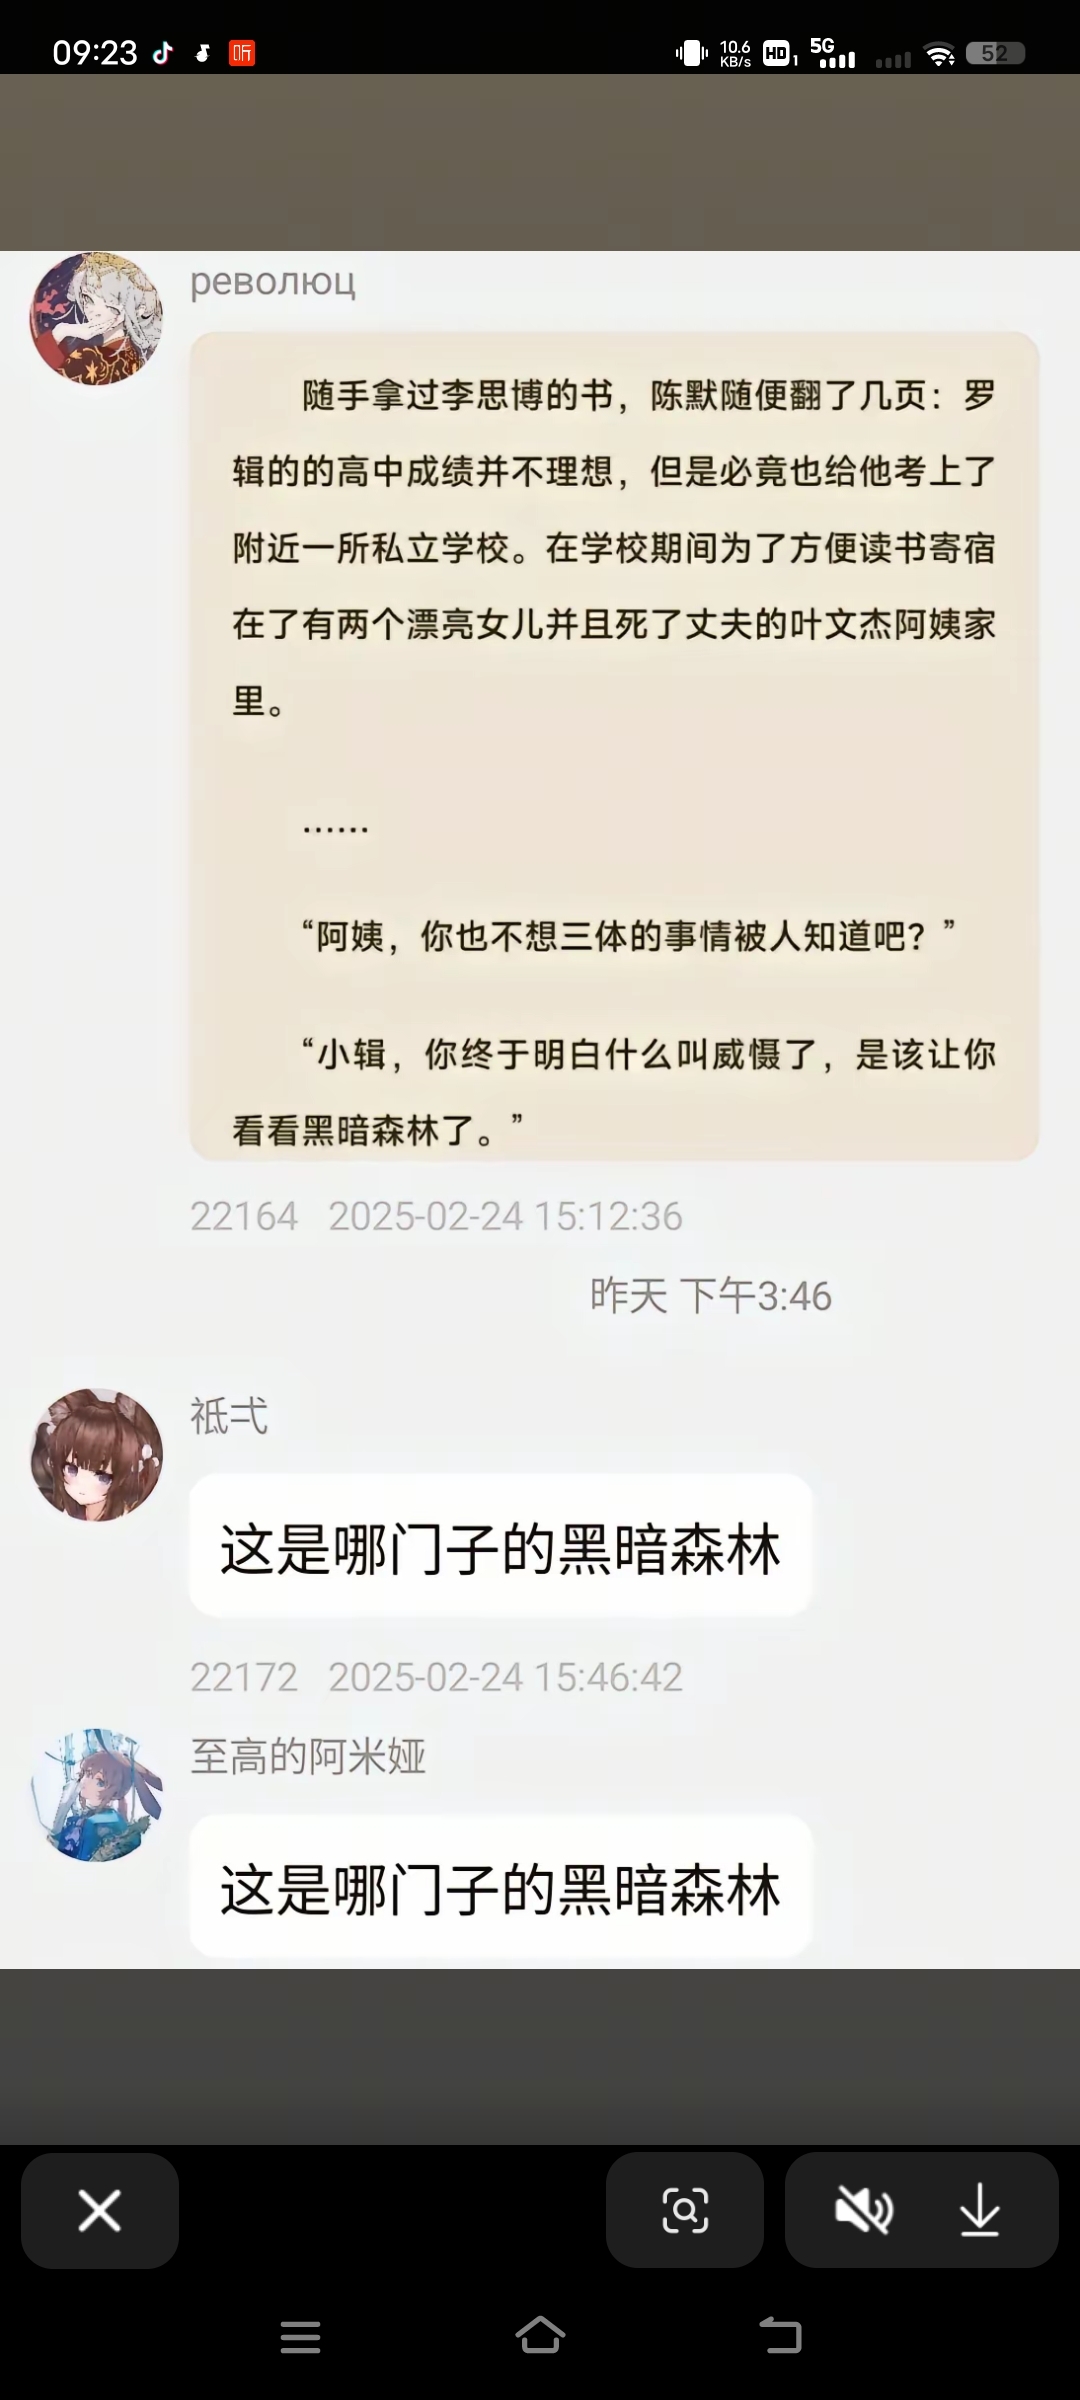 09:23
听
10.6
KB/s
HD 1
5G
52
революц
随手拿过李思博的书，陈默随便翻了几页：罗
辑的的高中成绩并不理想，但是必竟也给他考上了
附近一所私立学校。在学校期间为了方便读书寄宿
在了有两个漂亮女儿并且死了丈夫的叶文杰阿姨家
里。
……
“阿姨，你也不想三体的事情被人知道吧？”
“小辑，你终于明白什么叫威慑了，是该让你
看看黑暗森林了。”
22164 2025-02-24 15:12:36
昨天 下午3:46
祇弌
这是哪门子的黑暗森林
22172 2025-02-24 15:46:42
至高的阿米娅
这是哪门子的黑暗森林